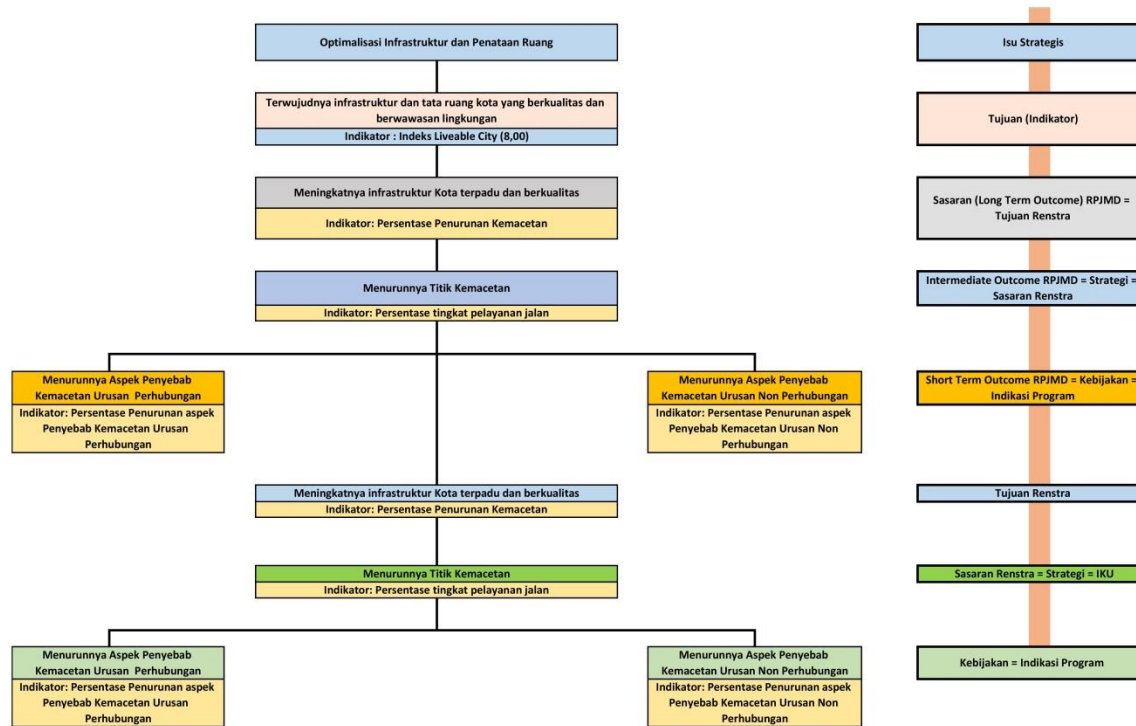 Optimalisasi Infrastruktur dan Penataan Ruang
Isu Strategis
Terwujudnya infrastruktur dan tata ruang kota yang berkualitas dan
berwawasan lingkungan
Indikator : Indeks Liveable City (8,00)
Tujuan (Indikator)
Meningkatnya infrastruktur Kota terpadu dan berkualitas
Indikator: Persentase Penurunan Kemacetan
Sasaran (Long Term Outcome) RPJMD =
Tujuan Renstra
Menurunnya Titik Kemacetan
Indikator: Persentase tingkat pelayanan jalan
Intermediate Outcome RPJMD = Strategi =
Sasaran Renstra
Menurunnya Aspek Penyebab
Kemacetan Urusan Perhubungan
Indikator: Persentase Penurunan aspek
Penyebab Kemacetan Urusan
Perhubungan
Menurunnya Aspek Penyebab
Kemacetan Urusan Non Perhubungan
Indikator: Persentase Penurunan aspek
Penyebab Kemacetan Urusan Non
Perhubungan
Short Term Outcome RPJMD = Kebijakan =
Indikasi Program
Meningkatnya infrastruktur Kota terpadu dan berkualitas
Indikator: Persentase Penurunan Kemacetan
Tujuan Renstra
Menurunnya Titik Kemacetan
Indikator: Persentase tingkat pelayanan jalan
Sasaran Renstra = Strategi = IKU
Menurunnya Aspek Penyebab
Kemacetan Urusan Perhubungan
Indikator: Persentase Penurunan aspek
Penyebab Kemacetan Urusan
Perhubungan
Menurunnya Aspek Penyebab
Kemacetan Urusan Non Perhubungan
Indikator: Persentase Penurunan aspek
Penyebab Kemacetan Urusan Non
Perhubungan
Kebijakan = Indikasi Program